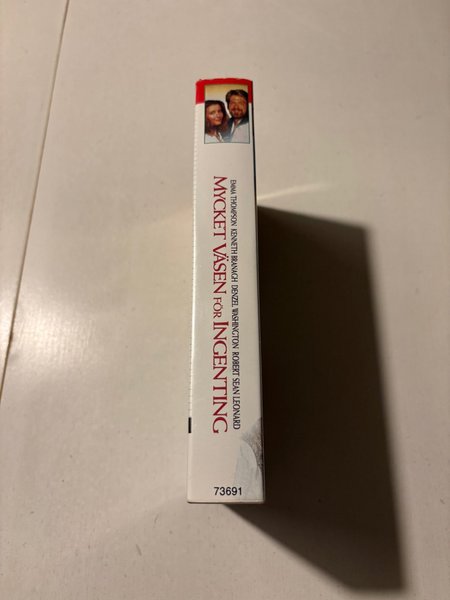 EMMA THOMPSON KENNETH BRANAGH DENZEL WASHINGTON ROBERT SEAN LEONARD
MYCKET VÄSEN FÖR INGENTING
73691